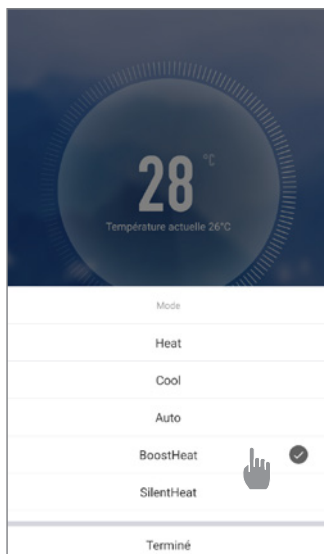 28 °C
Température actuelle 26°C
Mode
Heat
Cool
Auto
BoostHeat
SilentHeat
Terminé